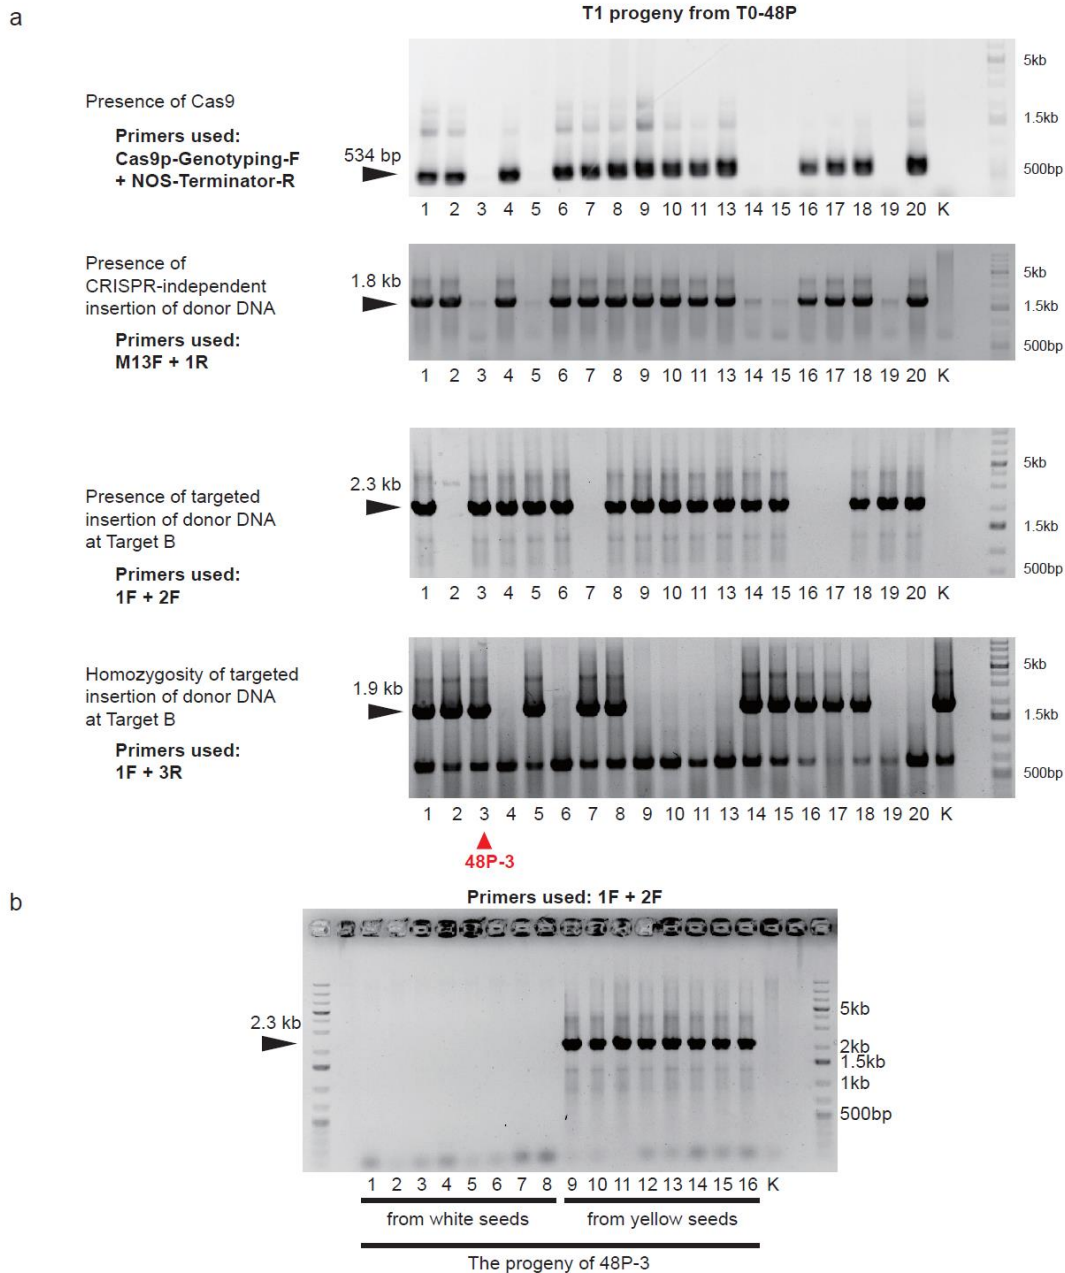 a
T1 progeny from T0-48P
Presence of Cas9
Primers used:
Cas9p-Genotyping-F
+ NOS-Terminator-R
534 bp
5kb
1.5kb
500bp
1 2 3 4 5 6 7 8 9 10 11 13 14 15 16 17 18 19 20 K
Presence of
CRISPR-independent
insertion of donor DNA
Primers used:
M13F + 1R
1.8 kb
5kb
1.5kb
500bp
1 2 3 4 5 6 7 8 9 10 11 13 14 15 16 17 18 19 20 K
Presence of targeted
insertion of donor DNA
at Target B
Primers used:
1F + 2F
2.3 kb
5kb
1.5kb
500bp
1 2 3 4 5 6 7 8 9 10 11 13 14 15 16 17 18 19 20 K
Homozygosity of targeted
insertion of donor DNA
at Target B
Primers used:
1F + 3R
1.9 kb
5kb
1.5kb
500bp
1 2 3 4 5 6 7 8 9 10 11 13 14 15 16 17 18 19 20 K
48P-3
b
Primers used: 1F + 2F
2.3 kb
5kb
2kb
1.5kb
1kb
500bp
1 2 3 4 5 6 7 8 9 10 11 12 13 14 15 16 K
from white seeds from yellow seeds
The progeny of 48P-3